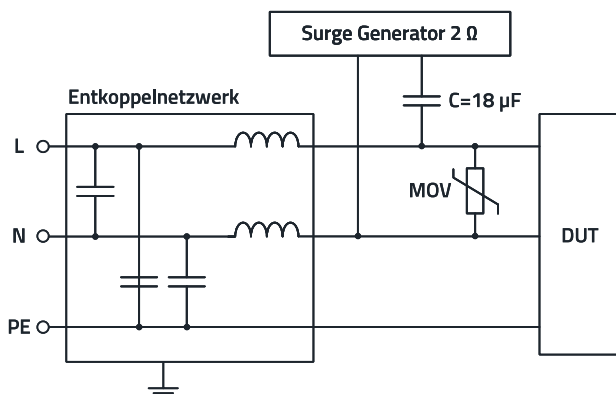 Surge Generator 2 Ω
Entkoppelnetzwerk
C=18 µF
L
MOV
N
DUT
PE